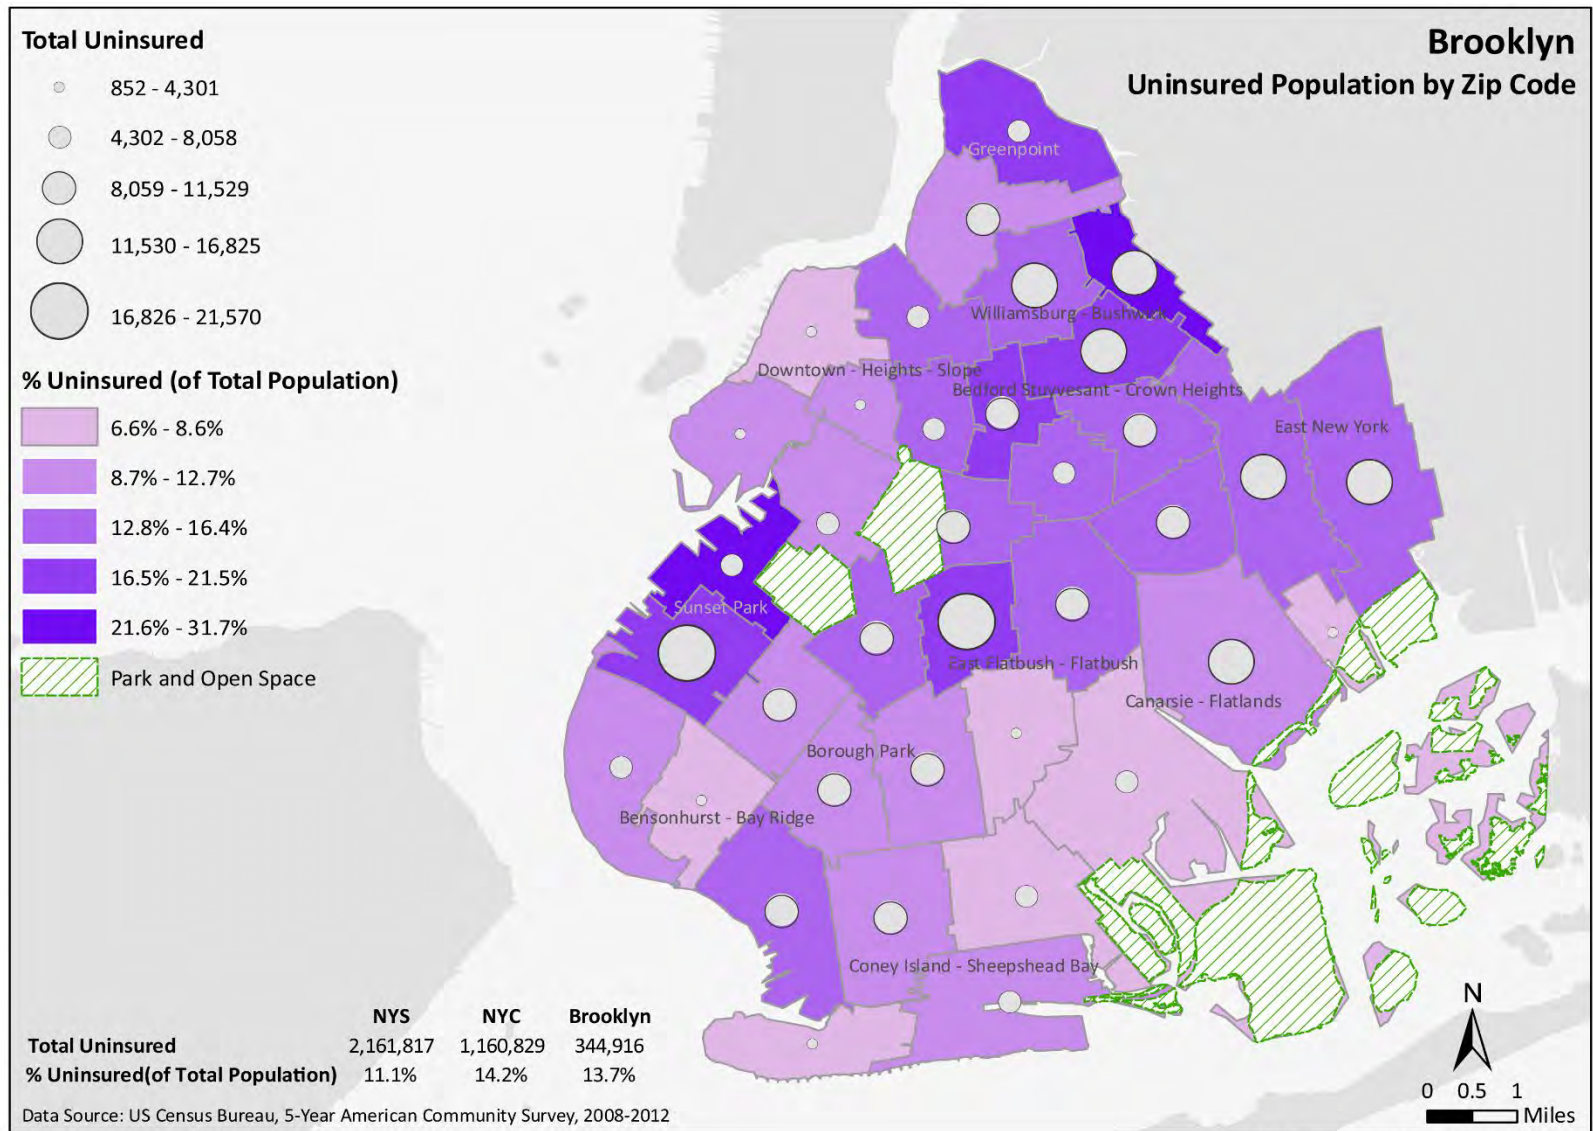 Brooklyn
Uninsured Population by Zip Code
Total Uninsured
852 - 4,301
4,302 - 8,058
8,059 - 11,529
11,530 - 16,825
16,826 - 21,570
% Uninsured (of Total Population)
6.6% - 8.6%
8.7% - 12.7%
12.8% - 16.4%
16.5% - 21.5%
21.6% - 31.7%
Park and Open Space
Greenpoint
Williamsburg - Bushwick
Downtown - Heights - Slope
Bedford Stuyvesant - Crown Heights
East New York
Sunset Park
East Flatbush - Flatbush
Canarsie - Flatlands
Borough Park
Bensonhurst - Bay Ridge
Coney Island - Sheepshead Bay
NYS NYC Brooklyn
Total Uninsured 2,161,817 1,160,829 344,916
% Uninsured(of Total Population) 11.1% 14.2% 13.7%
Data Source: US Census Bureau, 5-Year American Community Survey, 2008-2012
N
0 0.5 1
Miles